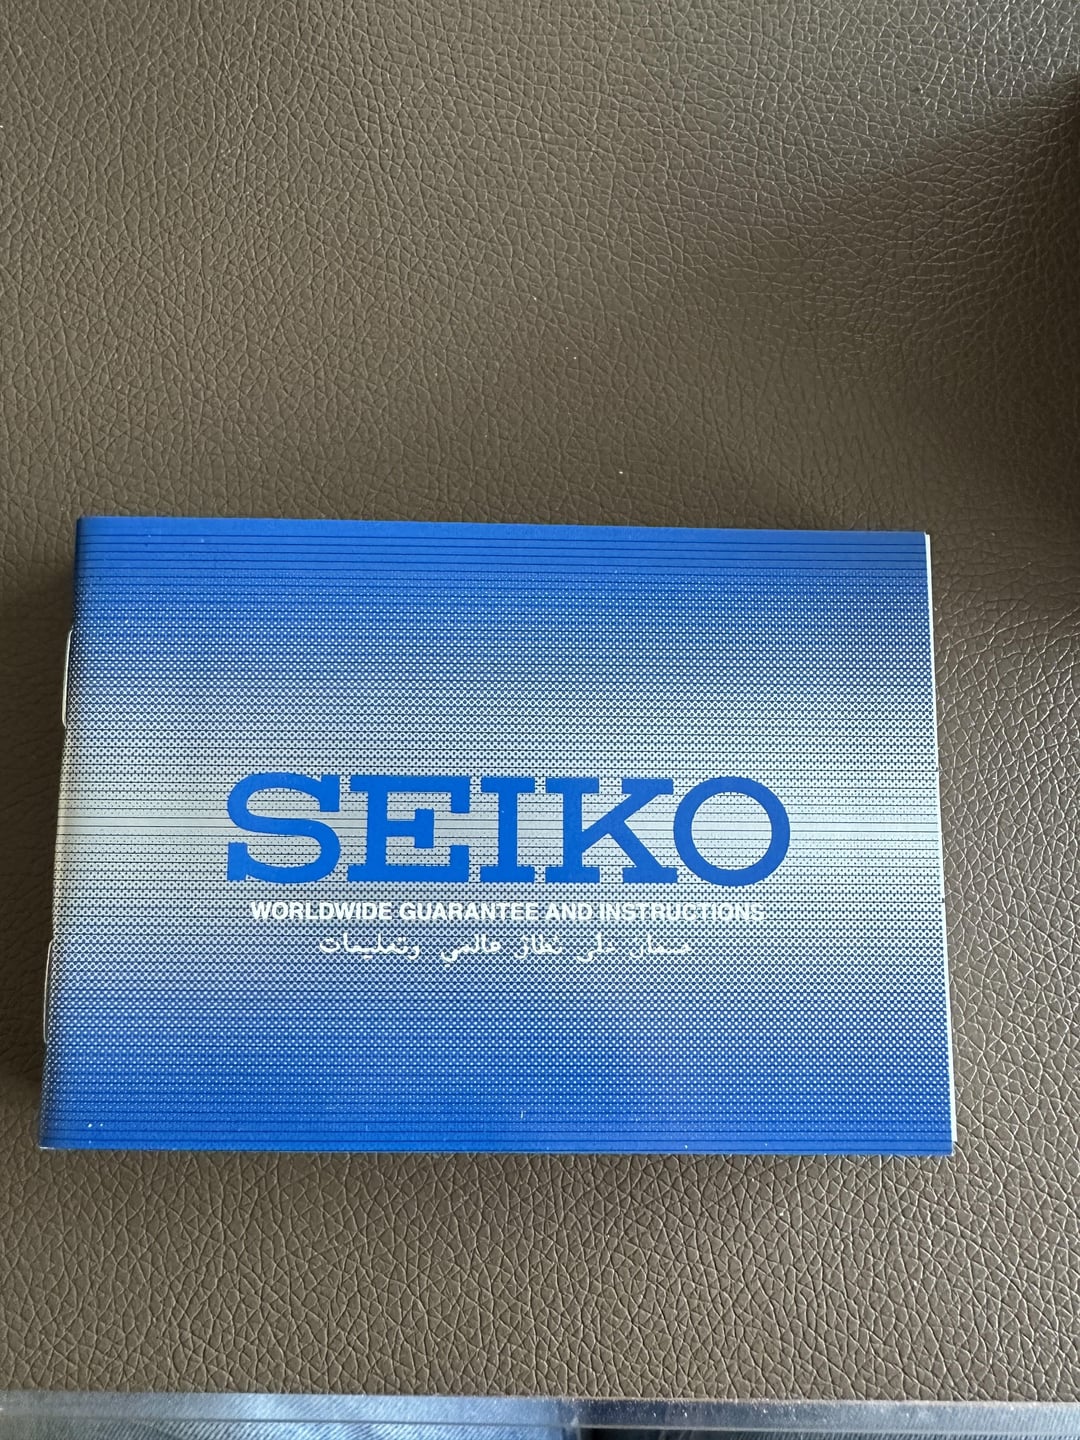 SEIKO
WORLDWIDE GUARANTEE AND INSTRUCTIONS
ضمان على نطاق عالمي وتعليمات